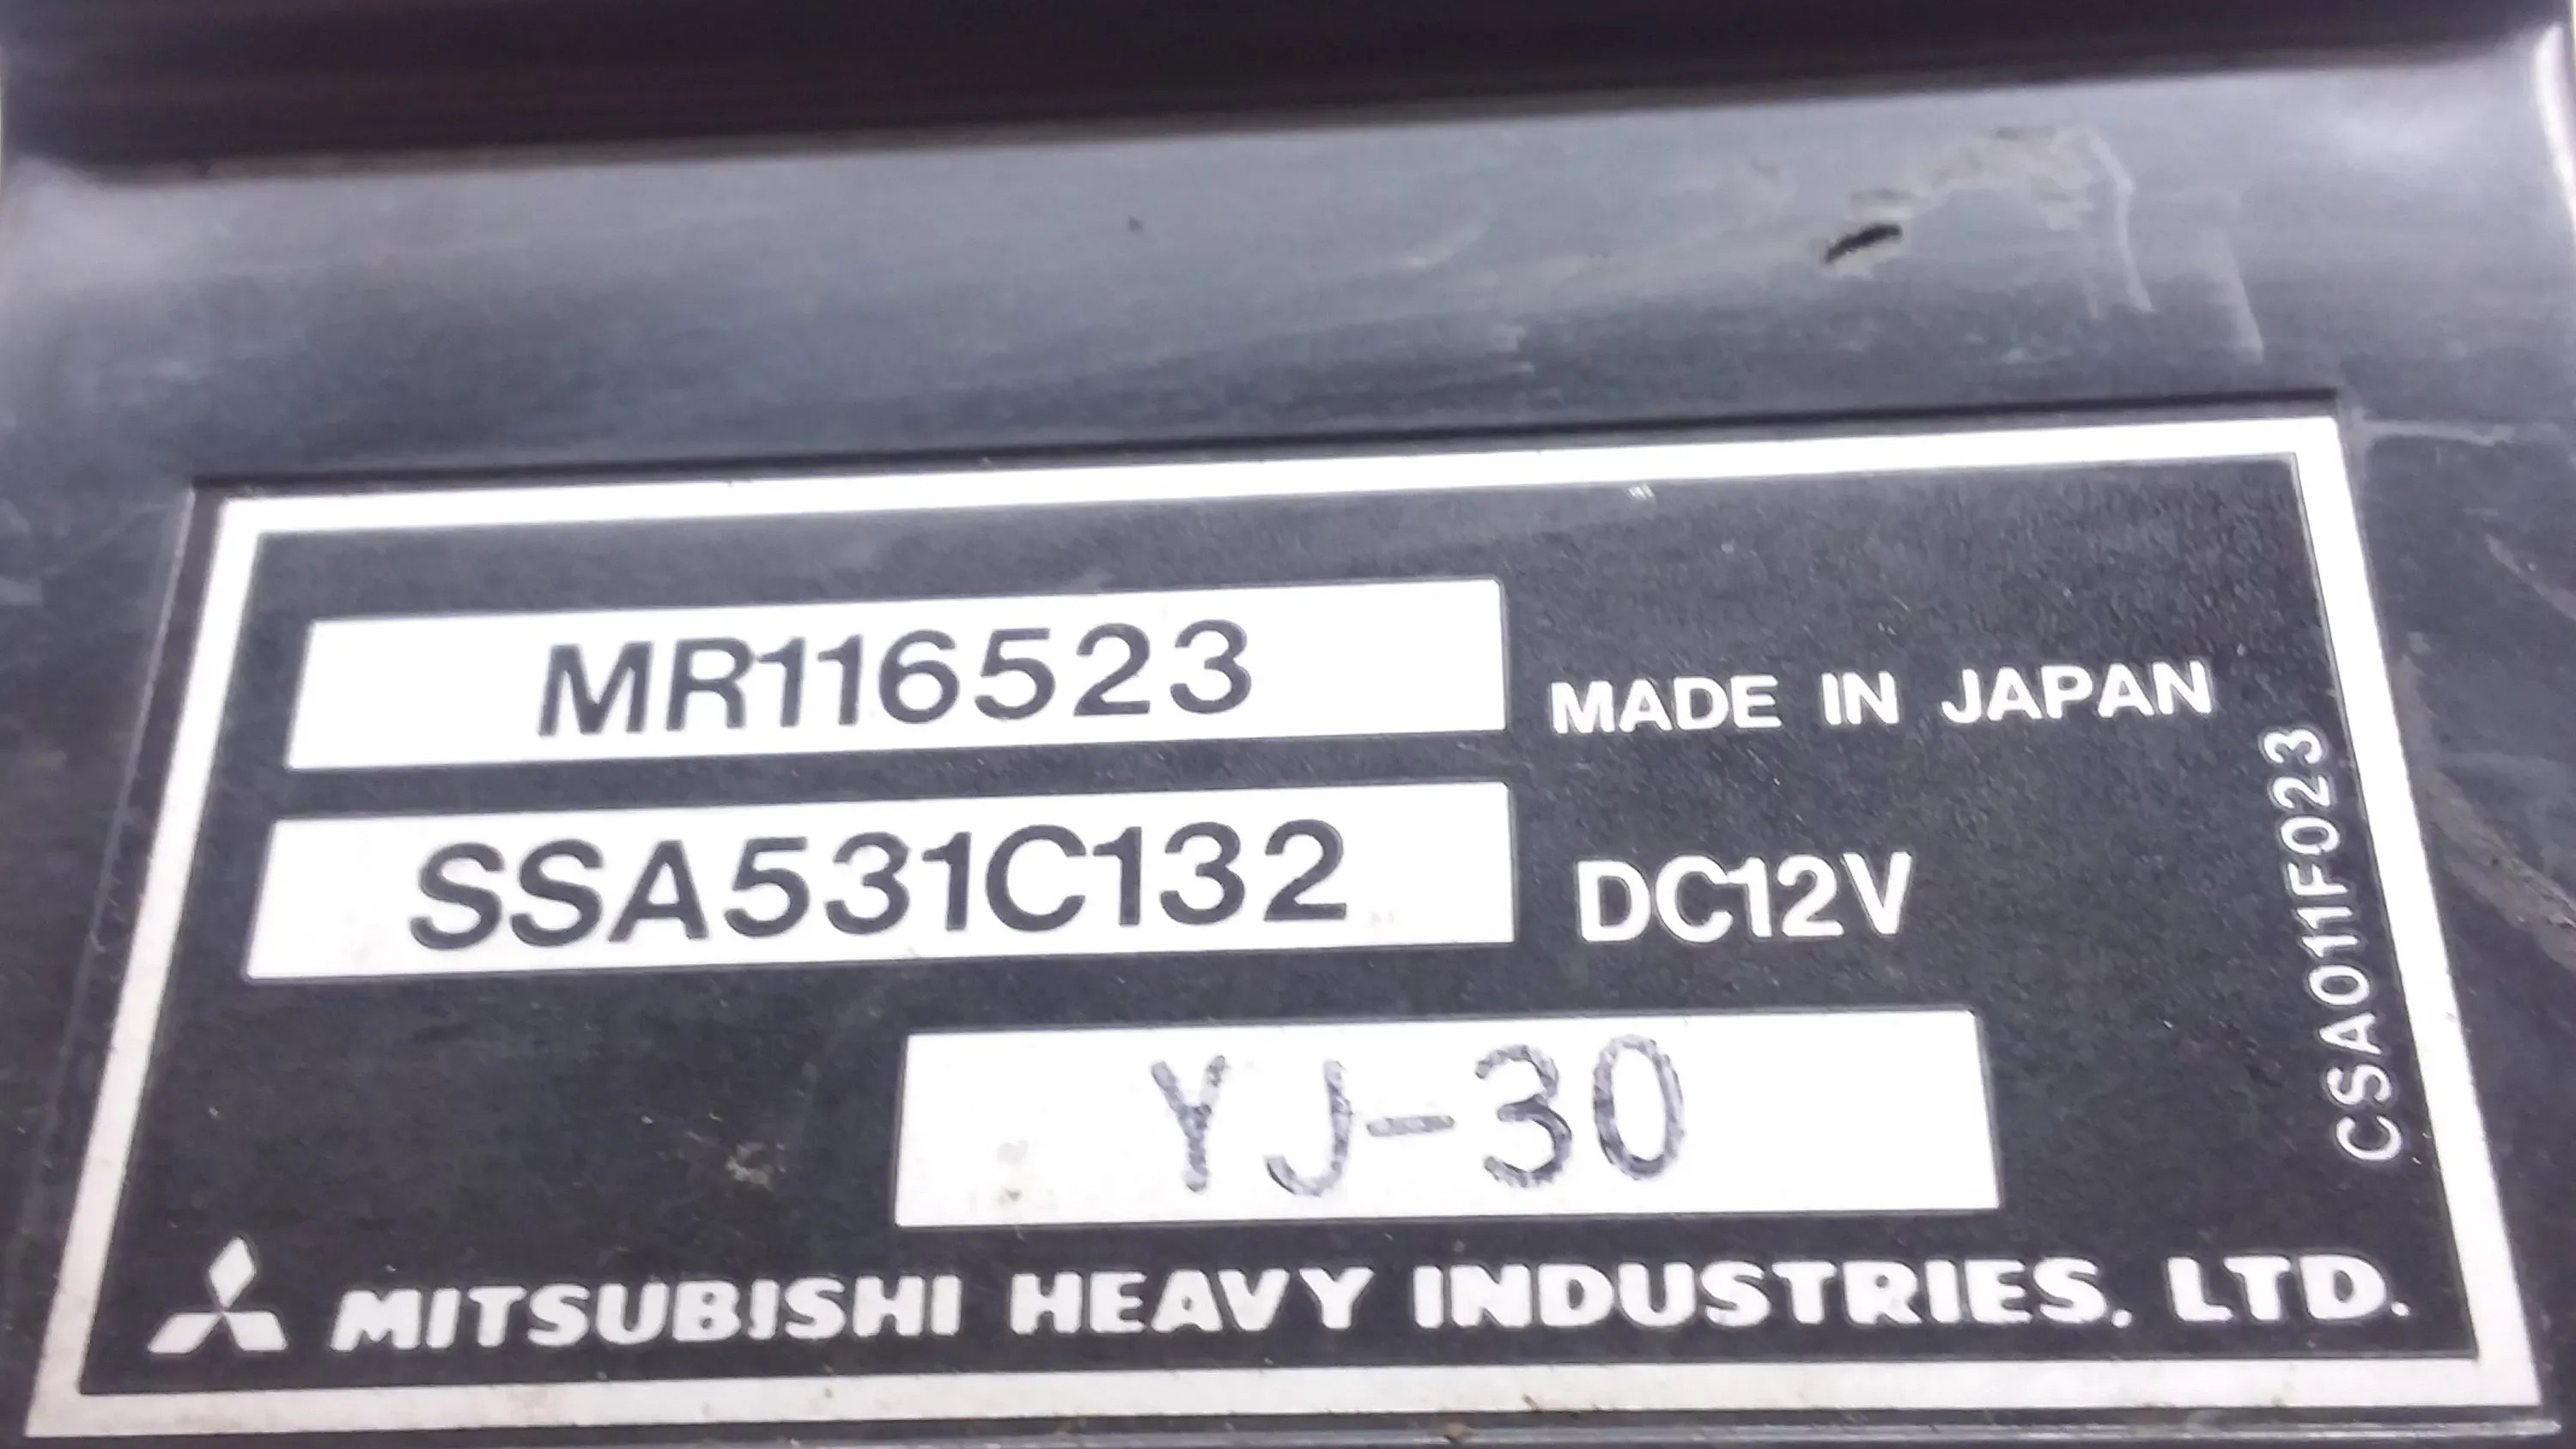 MR116523
MADE IN JAPAN
SSA531C132
DC12V
CSA011F023
YJ-30
MITSUBISHI HEAVY INDUSTRIES, LTD.